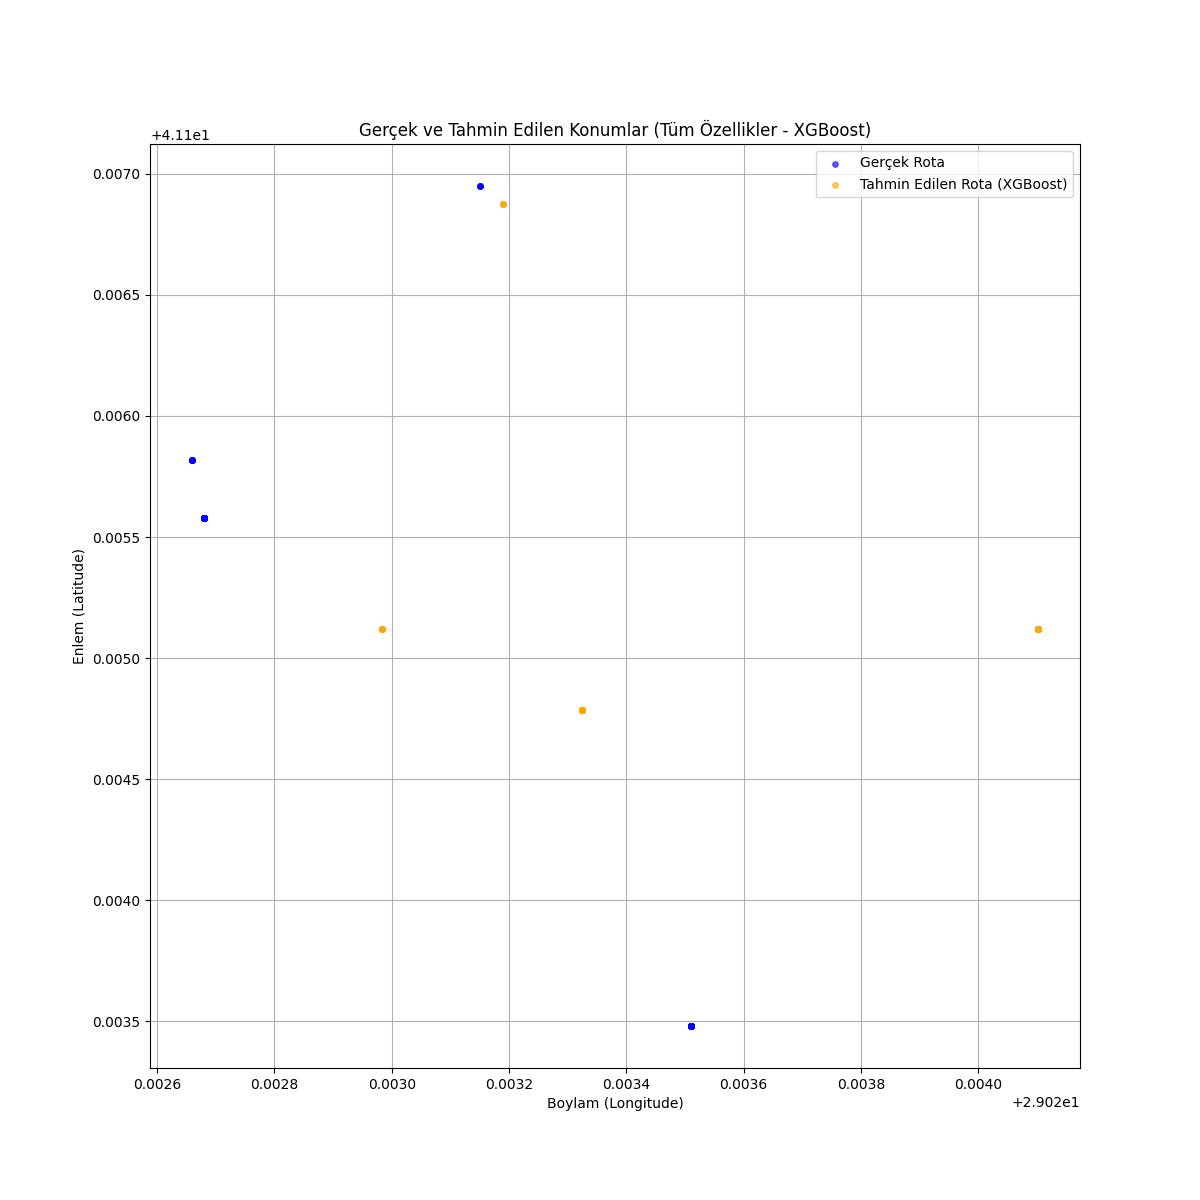 Gerçek ve Tahmin Edilen Konumlar (Tüm Özellikler - XGBoost)
+4.11e1
Gerçek Rota
Tahmin Edilen Rota (XGBoost)
0.0070
0.0065
0.0060
0.0055
0.0050
0.0045
0.0040
0.0035
Enlem (Latitude)
0.0026 0.0028 0.0030 0.0032 0.0034 0.0036 0.0038 0.0040
Boylam (Longitude)
+2.902e1